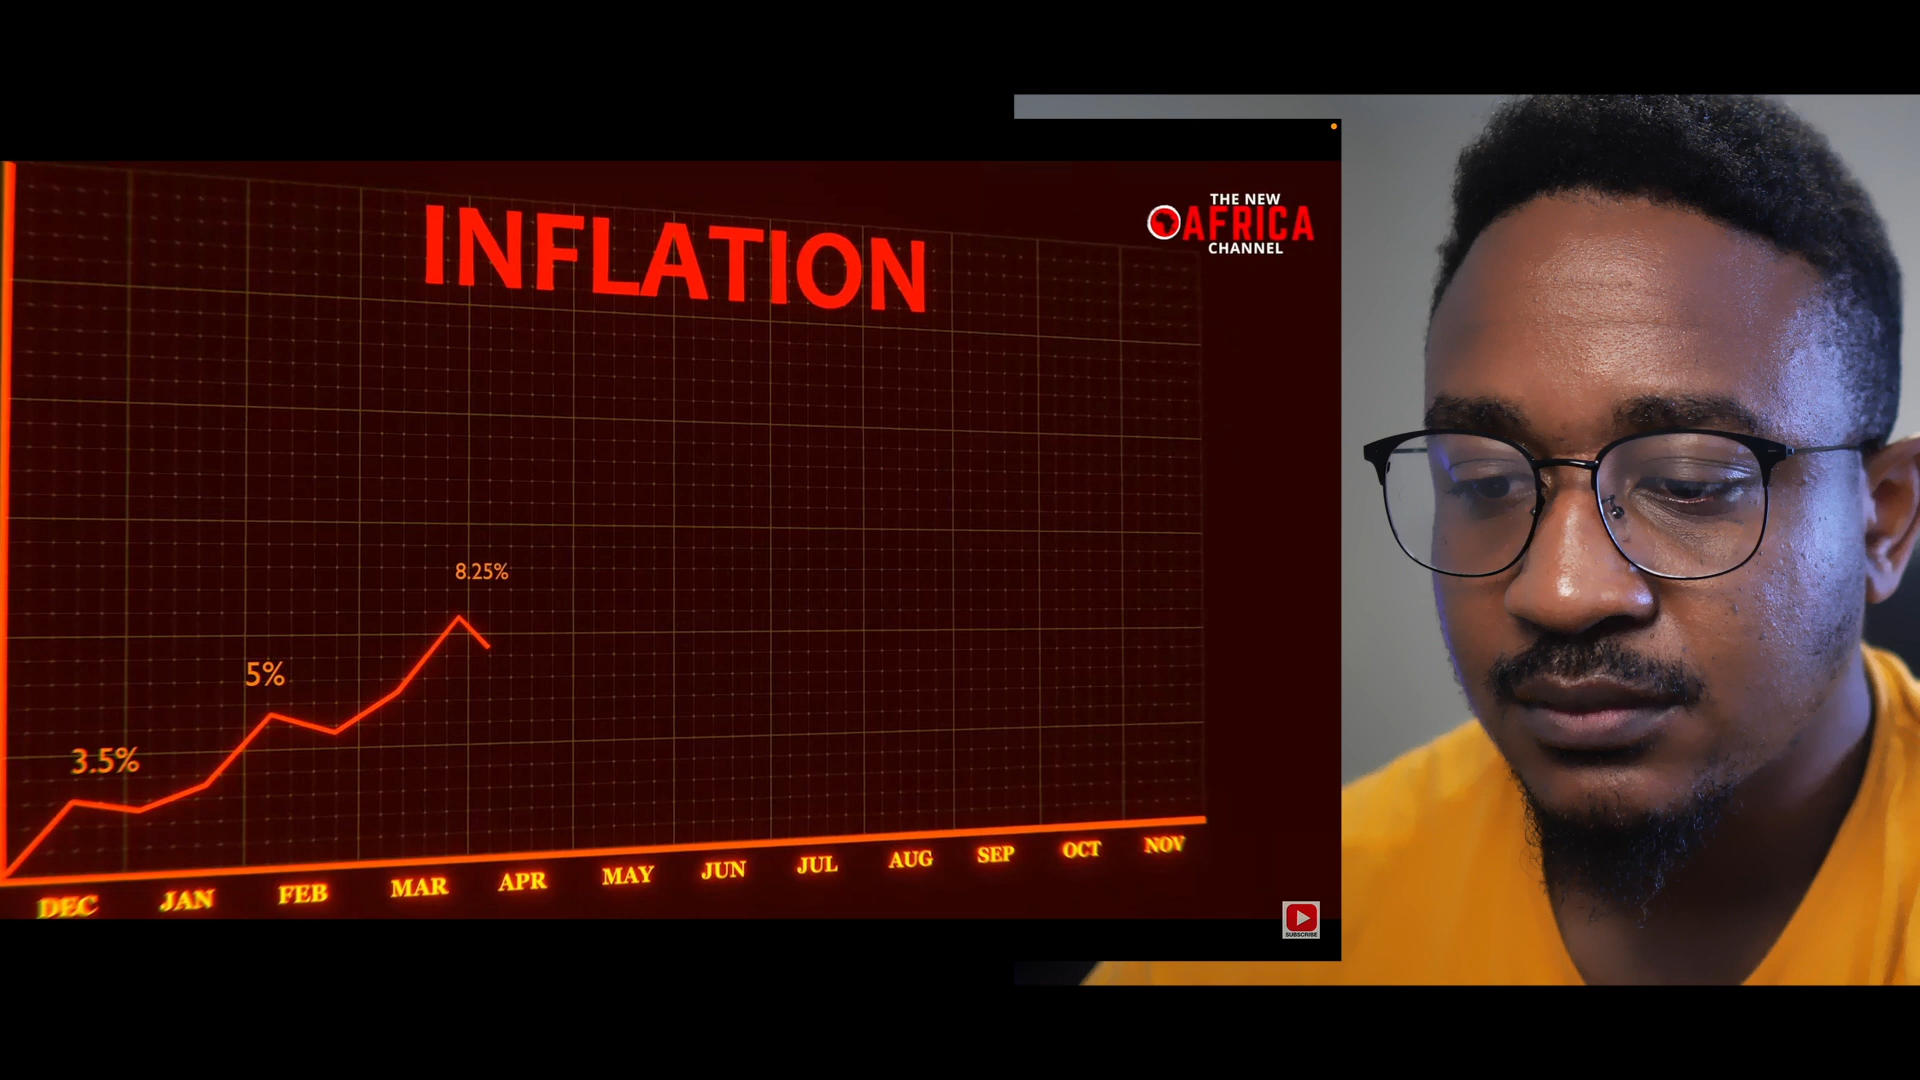 INFLATION
THE NEW
AFRICA
CHANNEL
8.25%
5%
3.5%
DEC JAN FEB MAR APR MAY JUN JUL AUG SEP OCT NOV
SUBSCRIBE